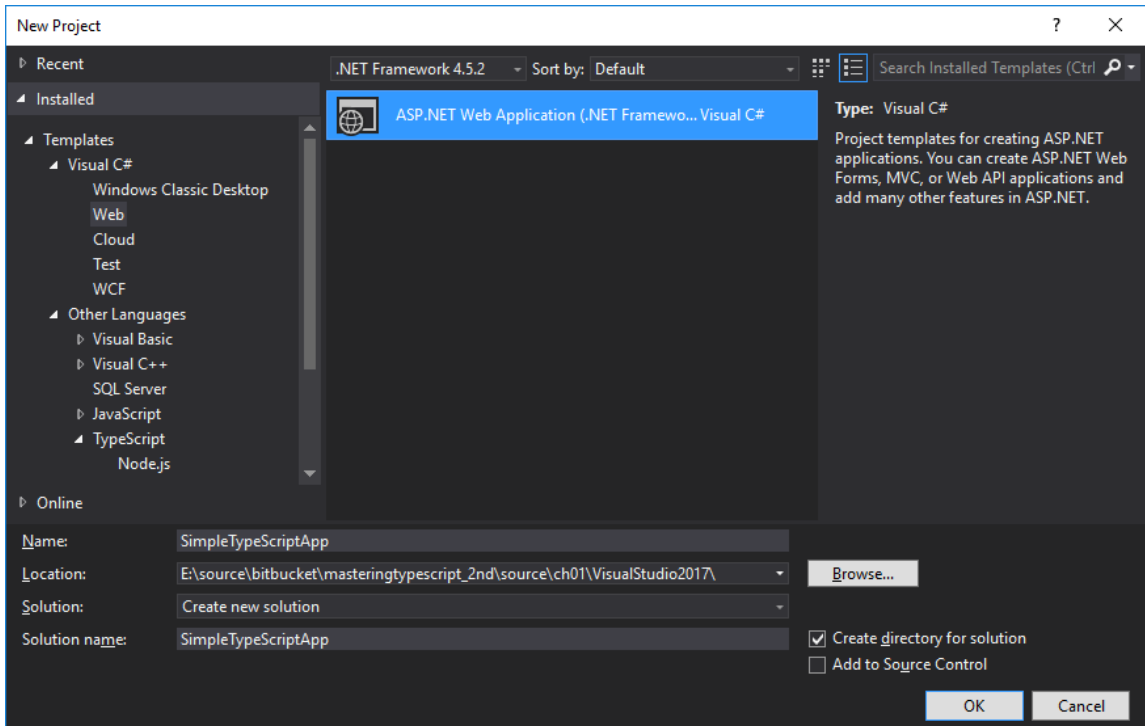 New Project
?
Recent
.NET Framework 4.5.2
Sort by: Default
Search Installed Templates (Ctrl
Installed
Templates
Visual C#
Windows Classic Desktop
Web
Cloud
Test
WCF
Other Languages
Visual Basic
Visual C++
SQL Server
JavaScript
TypeScript
Node.js
Online
ASP.NET Web Application (.NET Framewo... Visual C#
Type: Visual C#
Project templates for creating ASP.NET
applications. You can create ASP.NET Web
Forms, MVC, or Web API applications and
add many other features in ASP.NET.
Name: SimpleTypeScriptApp
Location: E:\source\bitbucket\masteringtypescript_2nd\source\ch01\VisualStudio2017\
Browse...
Solution: Create new solution
Solution name: SimpleTypeScriptApp
Create directory for solution
Add to Source Control
OK
Cancel